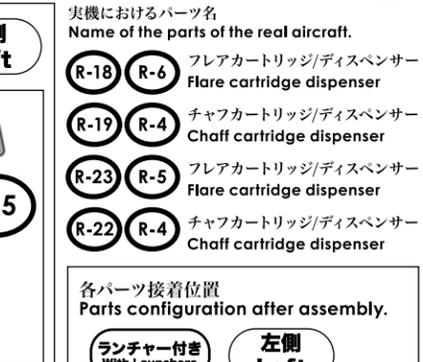 実機におけるパーツ名
Name of the parts of the real aircraft.
側
ft
R-18 R-6 フレアカートリッジ/ディスペンサー
Flare cartridge dispenser
R-19 R-4 チャフカートリッジ/ディスペンサー
Chaff cartridge dispenser
5
R-23 R-5 フレアカートリッジ/ディスペンサー
Flare cartridge dispenser
R-22 R-4 チャフカートリッジ/ディスペンサー
Chaff cartridge dispenser
各パーツ接着位置
Parts configuration after assembly.
ランチャー付き
左側